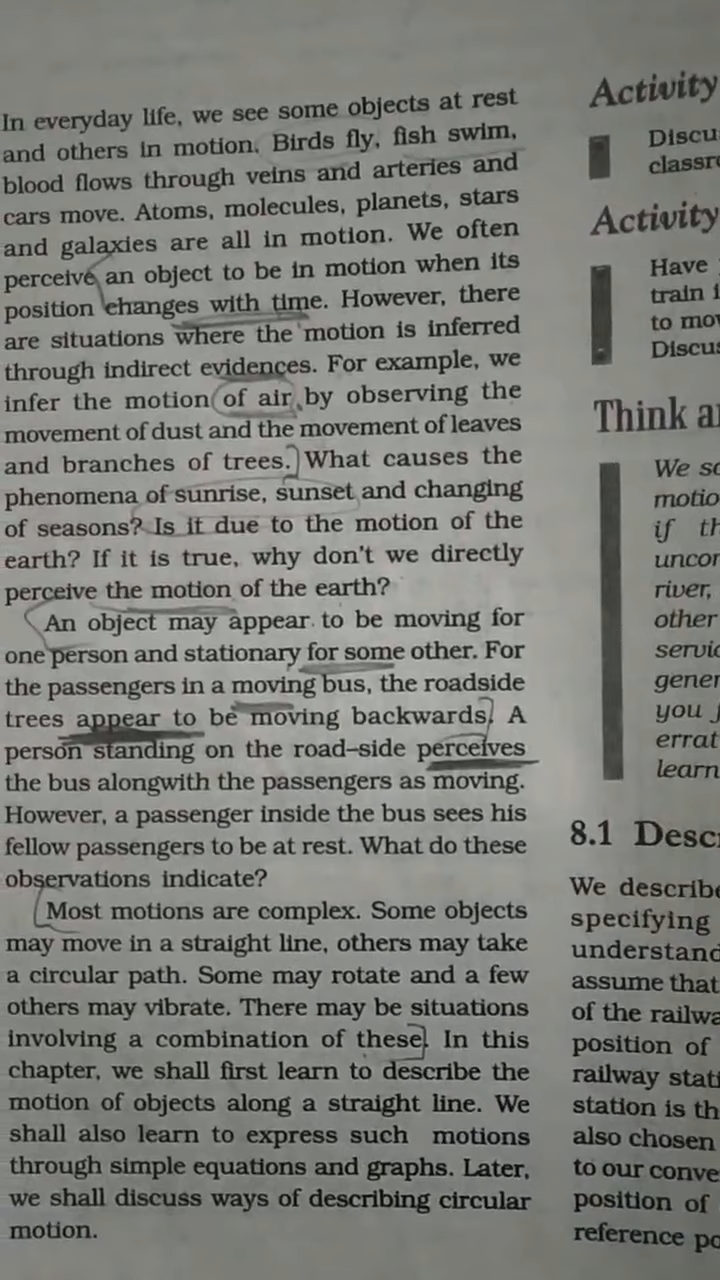 In everyday life, we see some objects at rest
and others in motion. Birds fly, fish swim,
blood flows through veins and arteries and
cars move. Atoms, molecules, planets, stars
and galaxies are all in motion. We often
perceive an object to be in motion when its
position changes with time. However, there
are situations where the motion is inferred
through indirect evidences. For example, we
infer the motion of air by observing the
movement of dust and the movement of leaves
and branches of trees. What causes the
phenomena of sunrise, sunset and changing
of seasons? Is it due to the motion of the
earth? If it is true, why don't we directly
perceive the motion of the earth?
An object may appear to be moving for
one person and stationary for some other. For
the passengers in a moving bus, the roadside
trees appear to be moving backwards. A
person standing on the road–side perceives
the bus alongwith the passengers as moving.
However, a passenger inside the bus sees his
fellow passengers to be at rest. What do these
observations indicate?
Most motions are complex. Some objects
may move in a straight line, others may take
a circular path. Some may rotate and a few
others may vibrate. There may be situations
involving a combination of these. In this
chapter, we shall first learn to describe the
motion of objects along a straight line. We
shall also learn to express such motions
through simple equations and graphs. Later,
we shall discuss ways of describing circular
motion.
Activity
Discu
classr
Activity
Have
train i
to mo
Discu
Think a
We s
motio
if th
uncor
river,
other
servic
gener
you
errat
learn
8.1 Descr
We describe
specifying
understand
assume that
of the railwa
position of
railway stati
station is th
also chosen
to our conve
position of
reference po